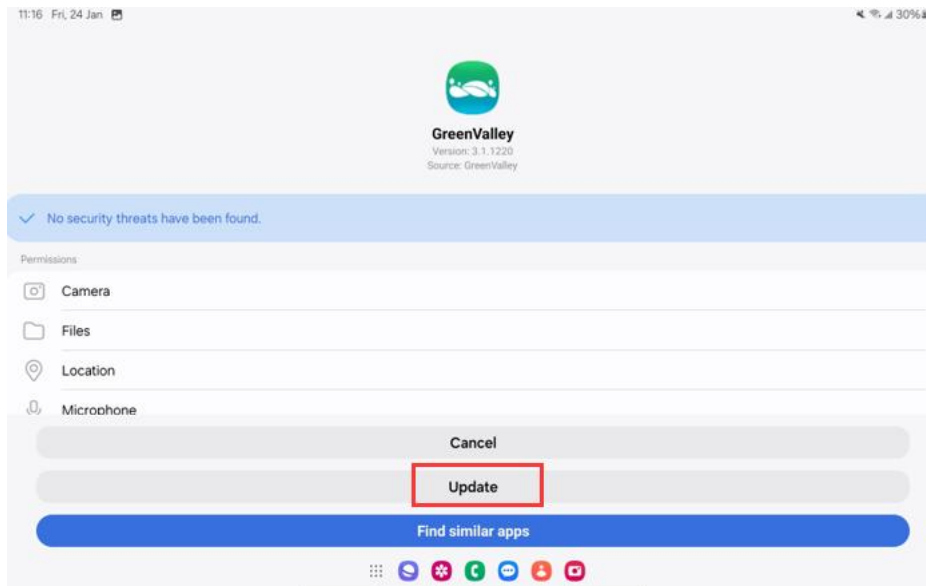 11:16 Fri, 24 Jan 30%
GreenValley
Version: 3.1.1220
Source: GreenValley
No security threats have been found.
Permissions
Camera
Files
Location
Microphone
Cancel
Update
Find similar apps